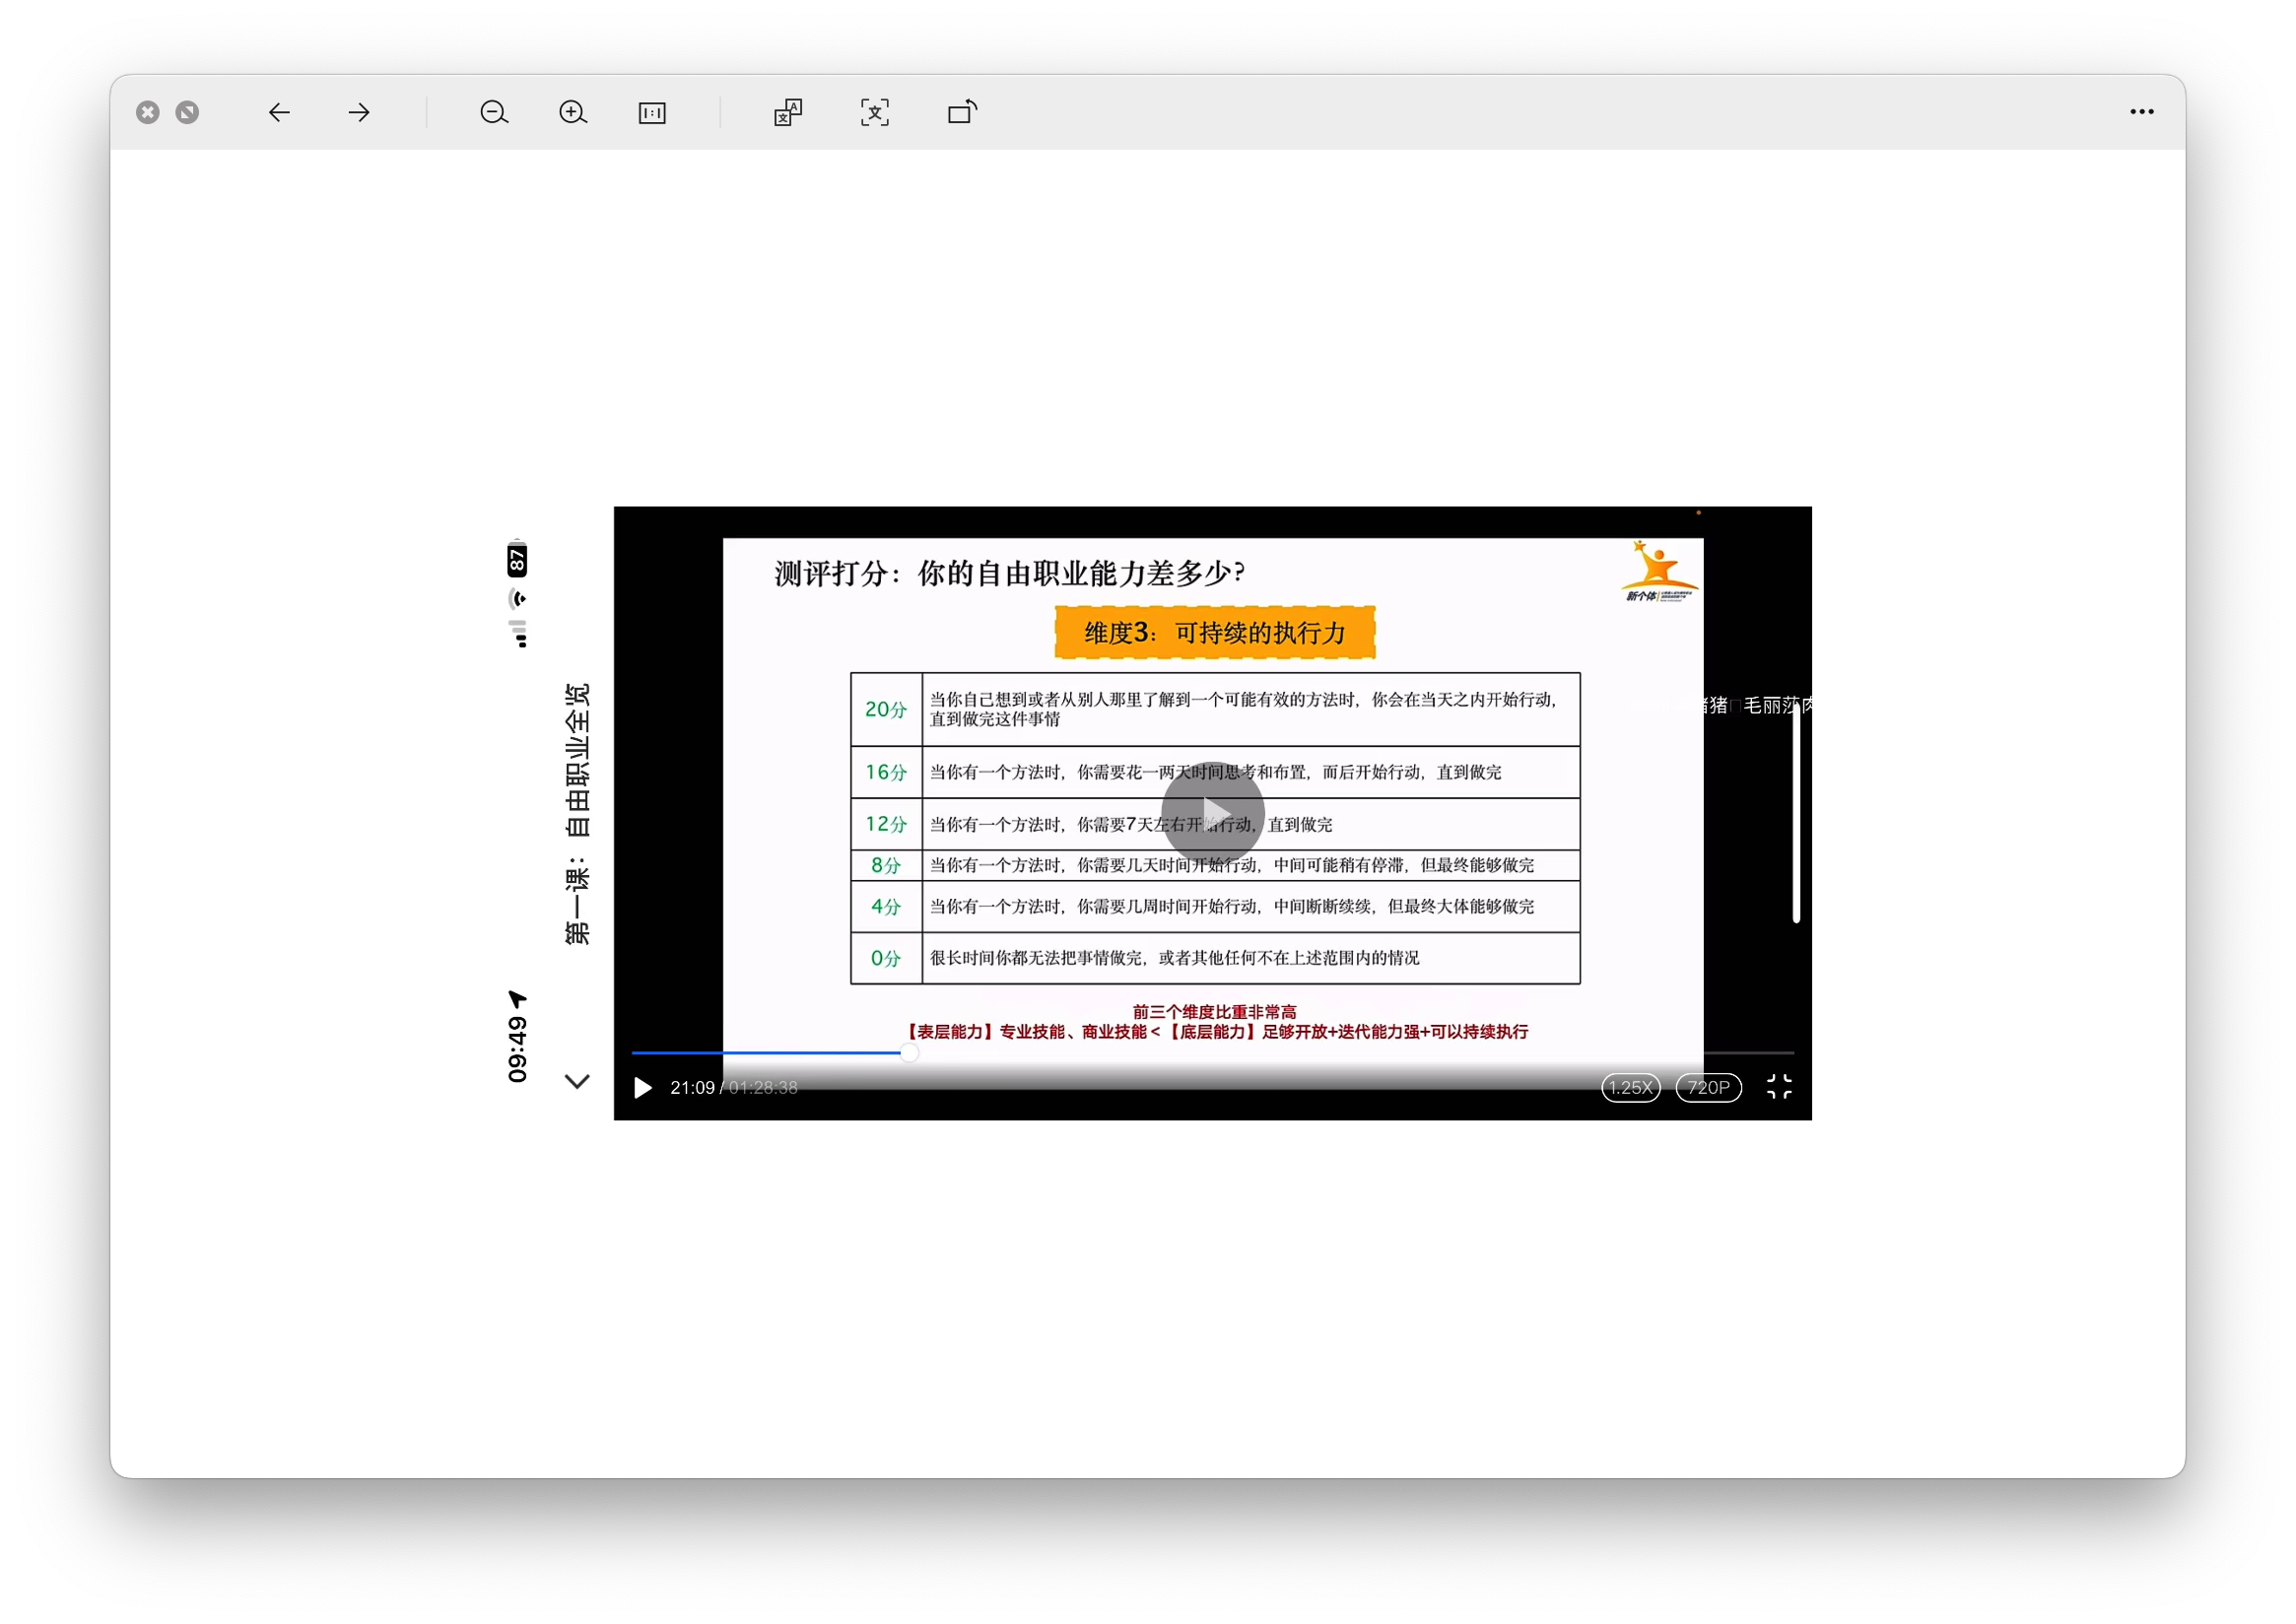 87
09:49
第一课：自由职业全览
测评打分：你的自由职业能力差多少？
新个体
维度3：可持续的执行力
20分 当你自己想到或者从别人那里了解到一个可能有效的方法时，你会在当天之内开始行动，
直到做完这件事情
猪 毛丽莎肉
16分 当你有一个方法时，你需要花一两天时间思考和布置，而后开始行动，直到做完
12分 当你有一个方法时，你需要7天左右开始行动，直到做完
8分 当你有一个方法时，你需要几天时间开始行动，中间可能稍有停滞，但最终能够做完
4分 当你有一个方法时，你需要几周时间开始行动，中间断断续续，但最终大体能够做完
0分 很长时间你都无法把事情做完，或者其他任何不在上述范围内的情况
前三个维度比重非常高
【表层能力】专业技能、商业技能<【底层能力】足够开放+迭代能力强+可以持续执行
21:09 / 01:28:38
1.25X
720P